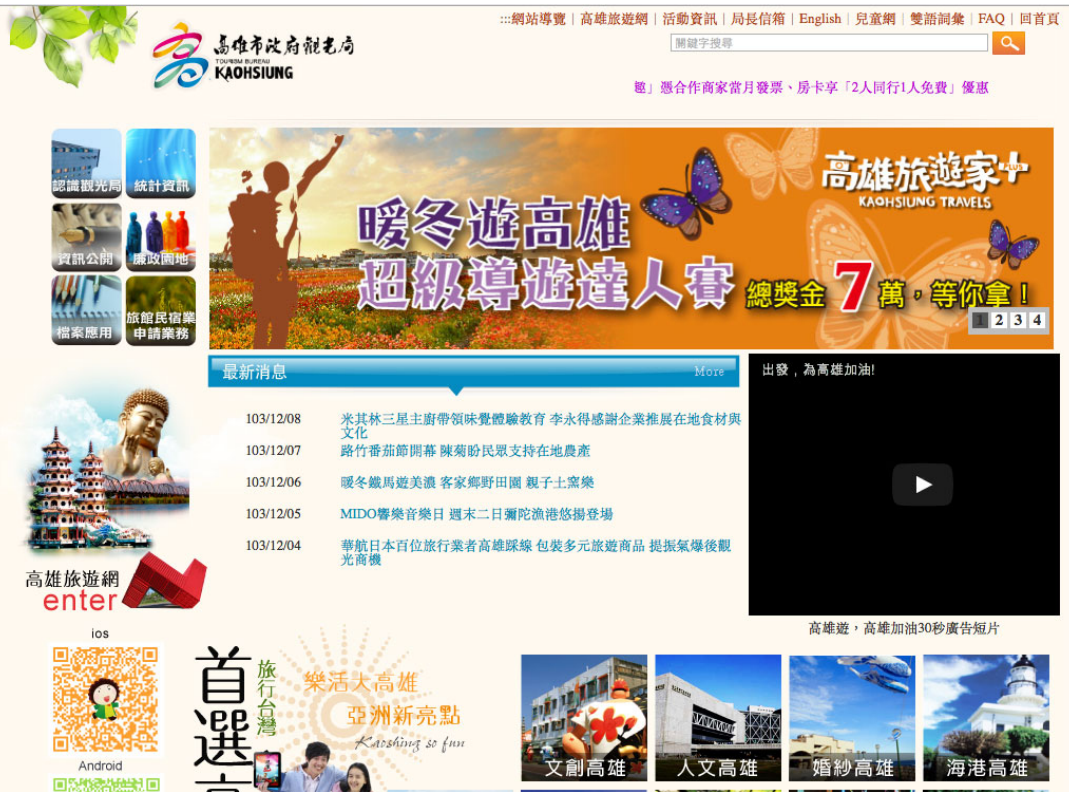 :::網站導覽 | 高雄旅遊網 | 活動資訊 | 局長信箱 | English | 兒童網 | 雙語詞彙 | FAQ | 回首頁
高雄市政府觀光局
TOURISM BUREAU
KAOHSIUNG
關鍵字搜尋
」憑合作商家當月發票、房卡享「2人同行1人免費」優惠
認識觀光局
統計資訊
資訊公開
廉政園地
檔案應用
旅館民宿業
申請業務
高雄旅遊家
PLUS
KAOHSIUNG TRAVELS
暖冬遊高雄
超級導遊達人賽
總獎金7萬,等你拿!
1 2 3 4
最新消息
More
103/12/08 米其林三星主廚帶領味覺體驗教育 李永得感謝企業推展在地食材與
文化
103/12/07 路竹番茄節開幕 陳菊盼民眾支持在地農產
103/12/06 暖冬鐵馬遊美濃 客家鄉野田園 親子土窯樂
103/12/05 MIDO響樂音樂日 週末二日彌陀漁港悠揚登場
103/12/04 華航日本百位旅行業者高雄踩線 包裝多元旅遊商品 提振氣爆後觀
光商機
出發,為高雄加油!
高雄遊,高雄加油30秒廣告短片
高雄旅遊網
enter
ios
Android
首選高
旅行台灣
樂活大高雄
亞洲新亮點
Kaoshing so fun
文創高雄
人文高雄
婚紗高雄
海港高雄